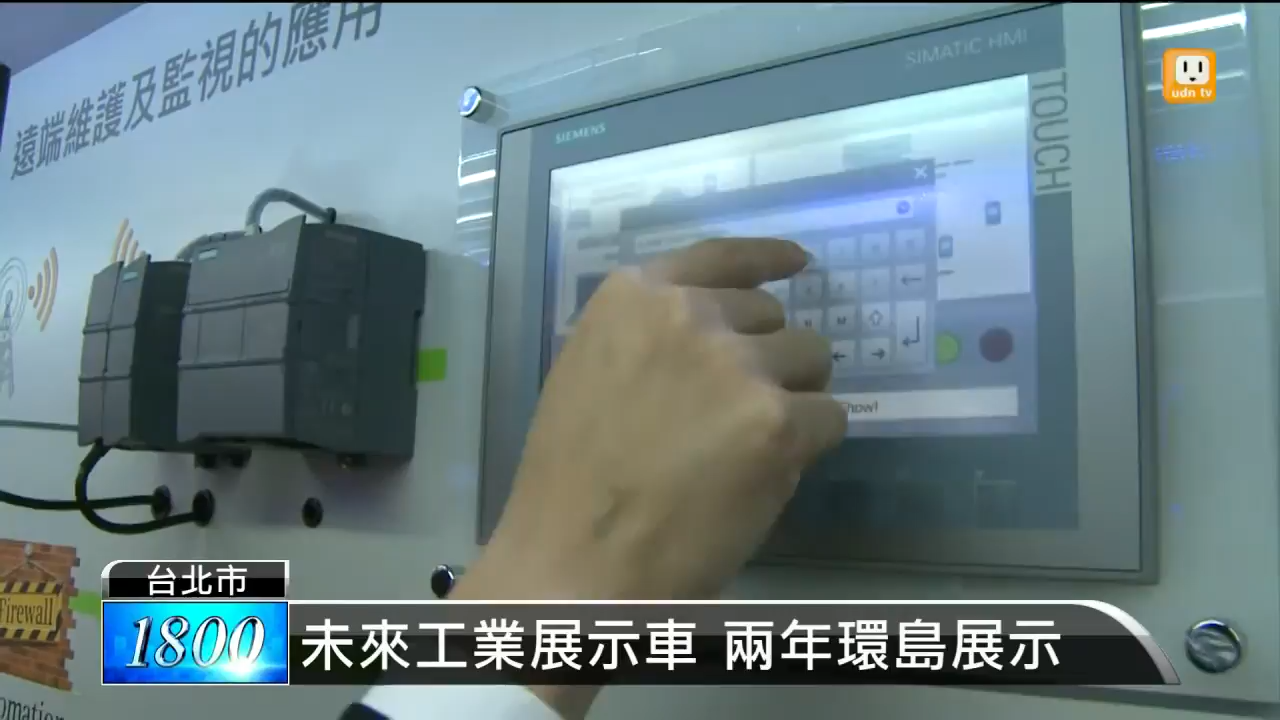 遠端維護及監視的應用
SIEMENS
SIMATIC HMI
TOUCH
udn tv
Show!
Firewall
台北市
1800
未來工業展示車 兩年環島展示